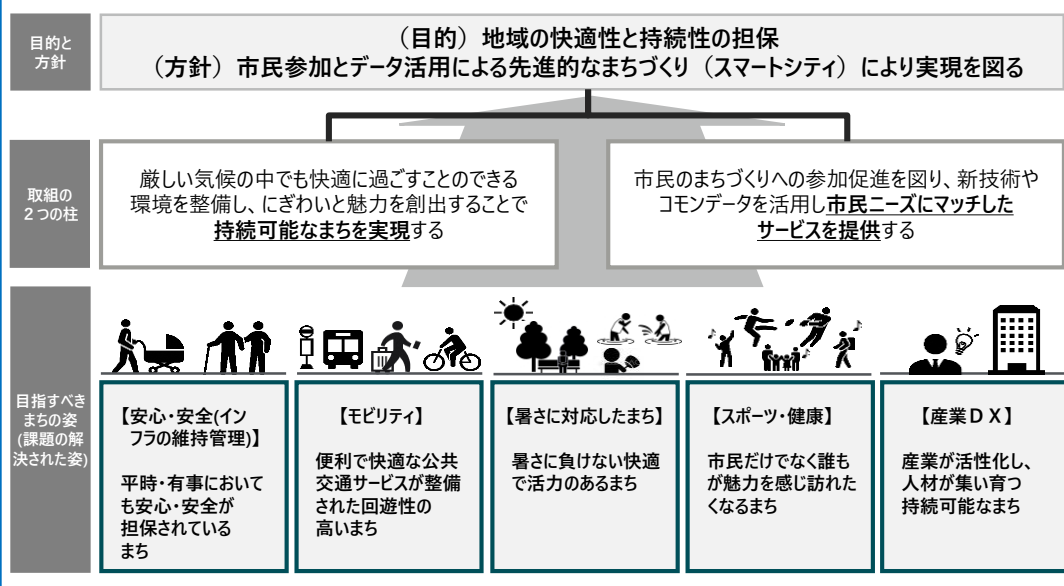 目的と
方針
（目的）地域の快適性と持続性の担保
（方針）市民参加とデータ活用による先進的なまちづくり（スマートシティ）により実現を図る
取組の
２つの柱
厳しい気候の中でも快適に過ごすことのできる
環境を整備し、にぎわいと魅力を創出することで
持続可能なまちを実現する
市民のまちづくりへの参加促進を図り、新技術や
コモンデータを活用し市民ニーズにマッチした
サービスを提供する
目指すべき
まちの姿
(課題の解
決された姿)
【安心・安全(イン
フラの維持管理)】
平時・有事において
も安心・安全が
担保されている
まち
【モビリティ】
便利で快適な公共
交通サービスが整備
された回遊性の
高いまち
【暑さに対応したまち】
暑さに負けない快適
で活力のあるまち
【スポーツ・健康】
市民だけでなく誰も
が魅力を感じ訪れた
くなるまち
【産業ＤＸ】
産業が活性化し、
人材が集い育つ
持続可能なまち